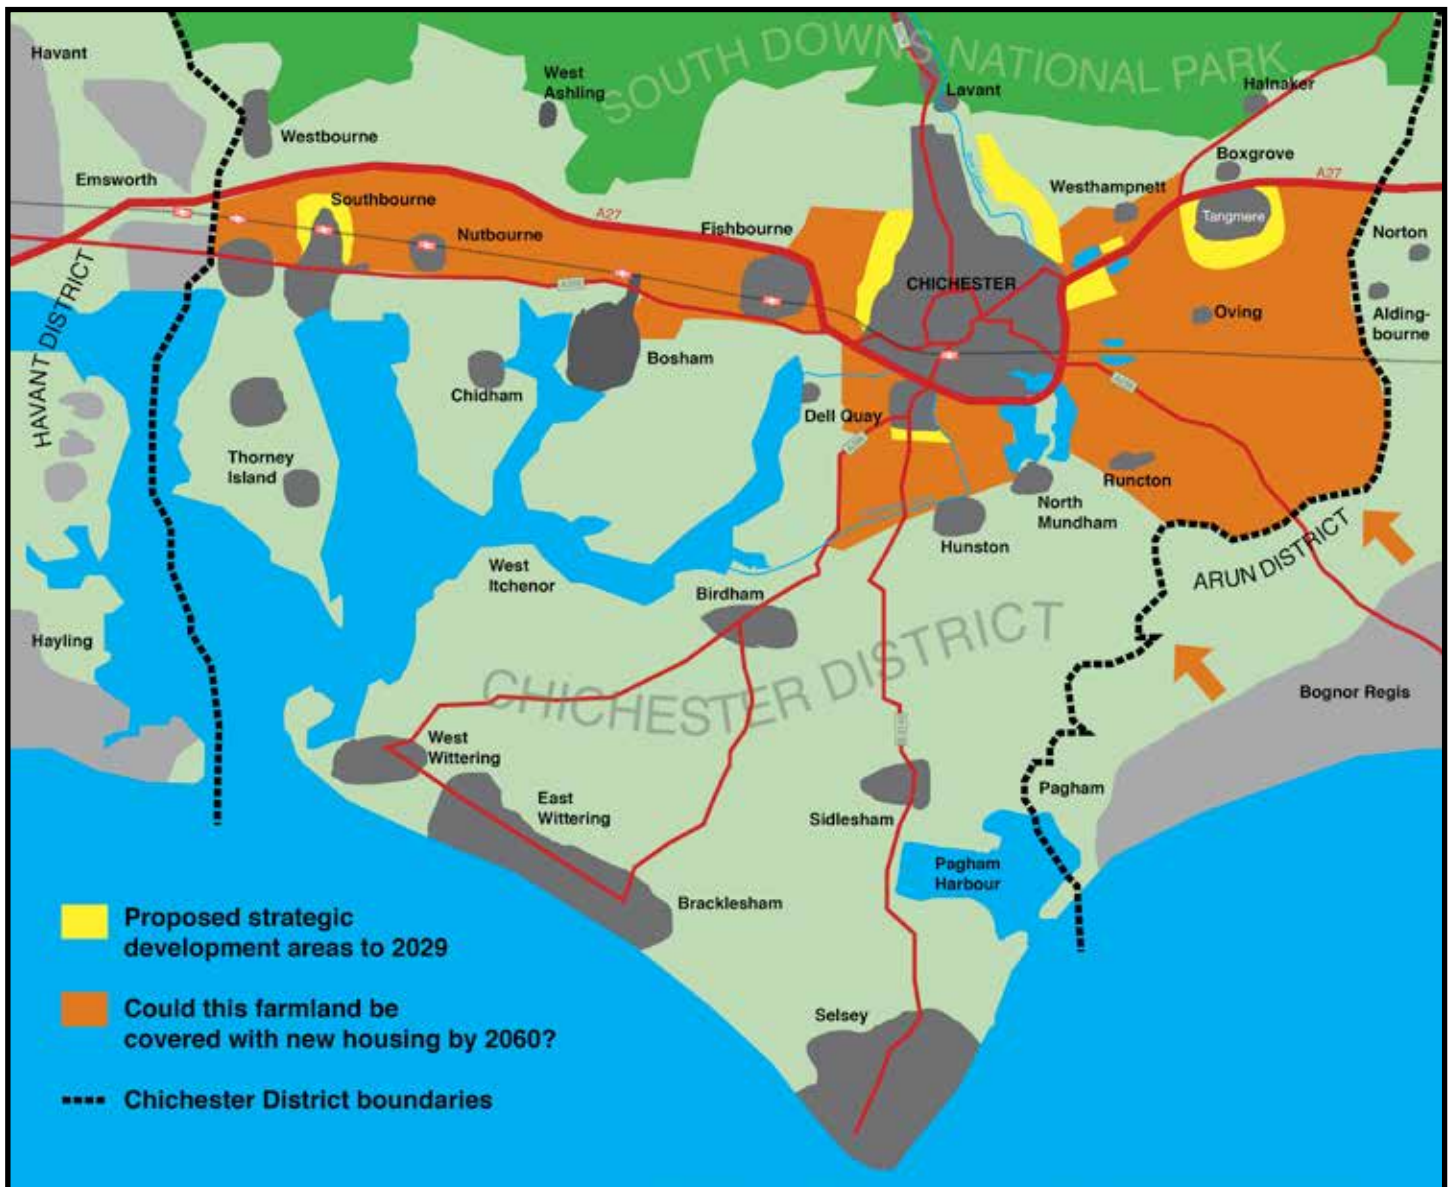 SOUTH DOWNS NATIONAL PARK
Havant
West
Ashling
Lavant
Halnaker
Westbourne
Boxgrove
A27
Emsworth
Westhampnett
Southbourne
Tangmere
A27
Nutbourne
Fishbourne
Norton
CHICHESTER
Oving
Alding-
bourne
HAVANT DISTRICT
Bosham
Chidham
Dell Quay
Thorney
Island
Runcton
North
Mundham
Hunston
ARUN DISTRICT
West
Itchenor
Birdham
Hayling
CHICHESTER DISTRICT
Bognor Regis
West
Wittering
East
Wittering
Pagham
Sidlesham
Pagham
Harbour
Bracklesham
Selsey
Proposed strategic
development areas to 2029
Could this farmland be
covered with new housing by 2060?
Chichester District boundaries